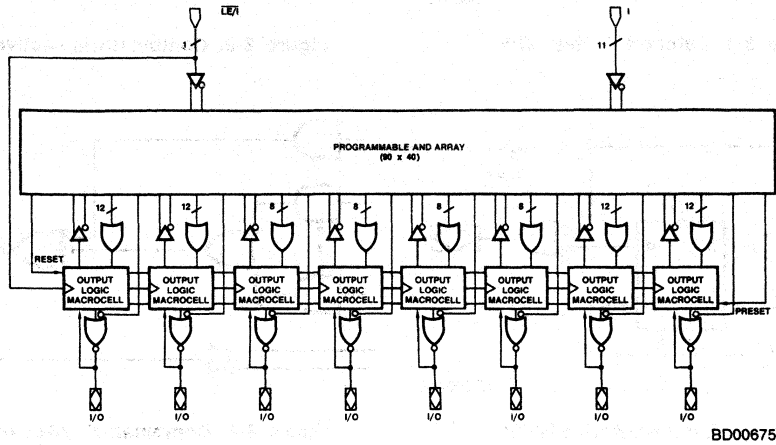 LE/I
I
1
11
PROGRAMMABLE AND ARRAY
(90 x 40)
12 12 8 8 8 8 12 12
RESET
OUTPUT LOGIC MACROCELL
OUTPUT LOGIC MACROCELL
OUTPUT LOGIC MACROCELL
OUTPUT LOGIC MACROCELL
OUTPUT LOGIC MACROCELL
OUTPUT LOGIC MACROCELL
OUTPUT LOGIC MACROCELL
OUTPUT LOGIC MACROCELL
PRESET
I/O I/O I/O I/O I/O I/O I/O I/O
BD00675